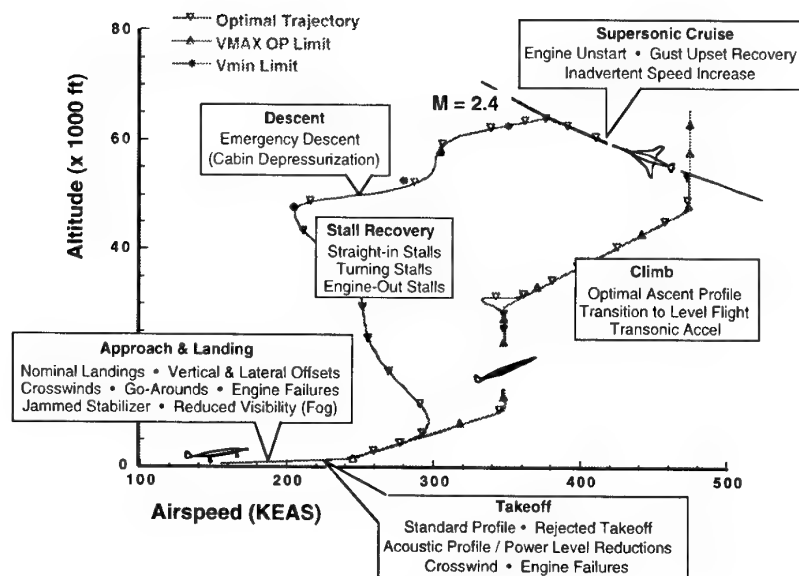 80
Optimal Trajectory
VMAX OP Limit
Vmin Limit
Supersonic Cruise
Engine Unstart • Gust Upset Recovery
Inadvertent Speed Increase
M = 2.4
Descent
Emergency Descent
(Cabin Depressurization)
60
Altitude (x 1000 ft)
40
Stall Recovery
Straight-in Stalls
Turning Stalls
Engine-Out Stalls
Climb
Optimal Ascent Profile
Transition to Level Flight
Transonic Accel
Approach & Landing
Nominal Landings • Vertical & Lateral Offsets
Crosswinds • Go-Arounds • Engine Failures
Jammed Stabilizer • Reduced Visibility (Fog)
0
100 200 300 400 500
Airspeed (KEAS)
Takeoff
Standard Profile • Rejected Takeoff
Acoustic Profile / Power Level Reductions
Crosswind • Engine Failures